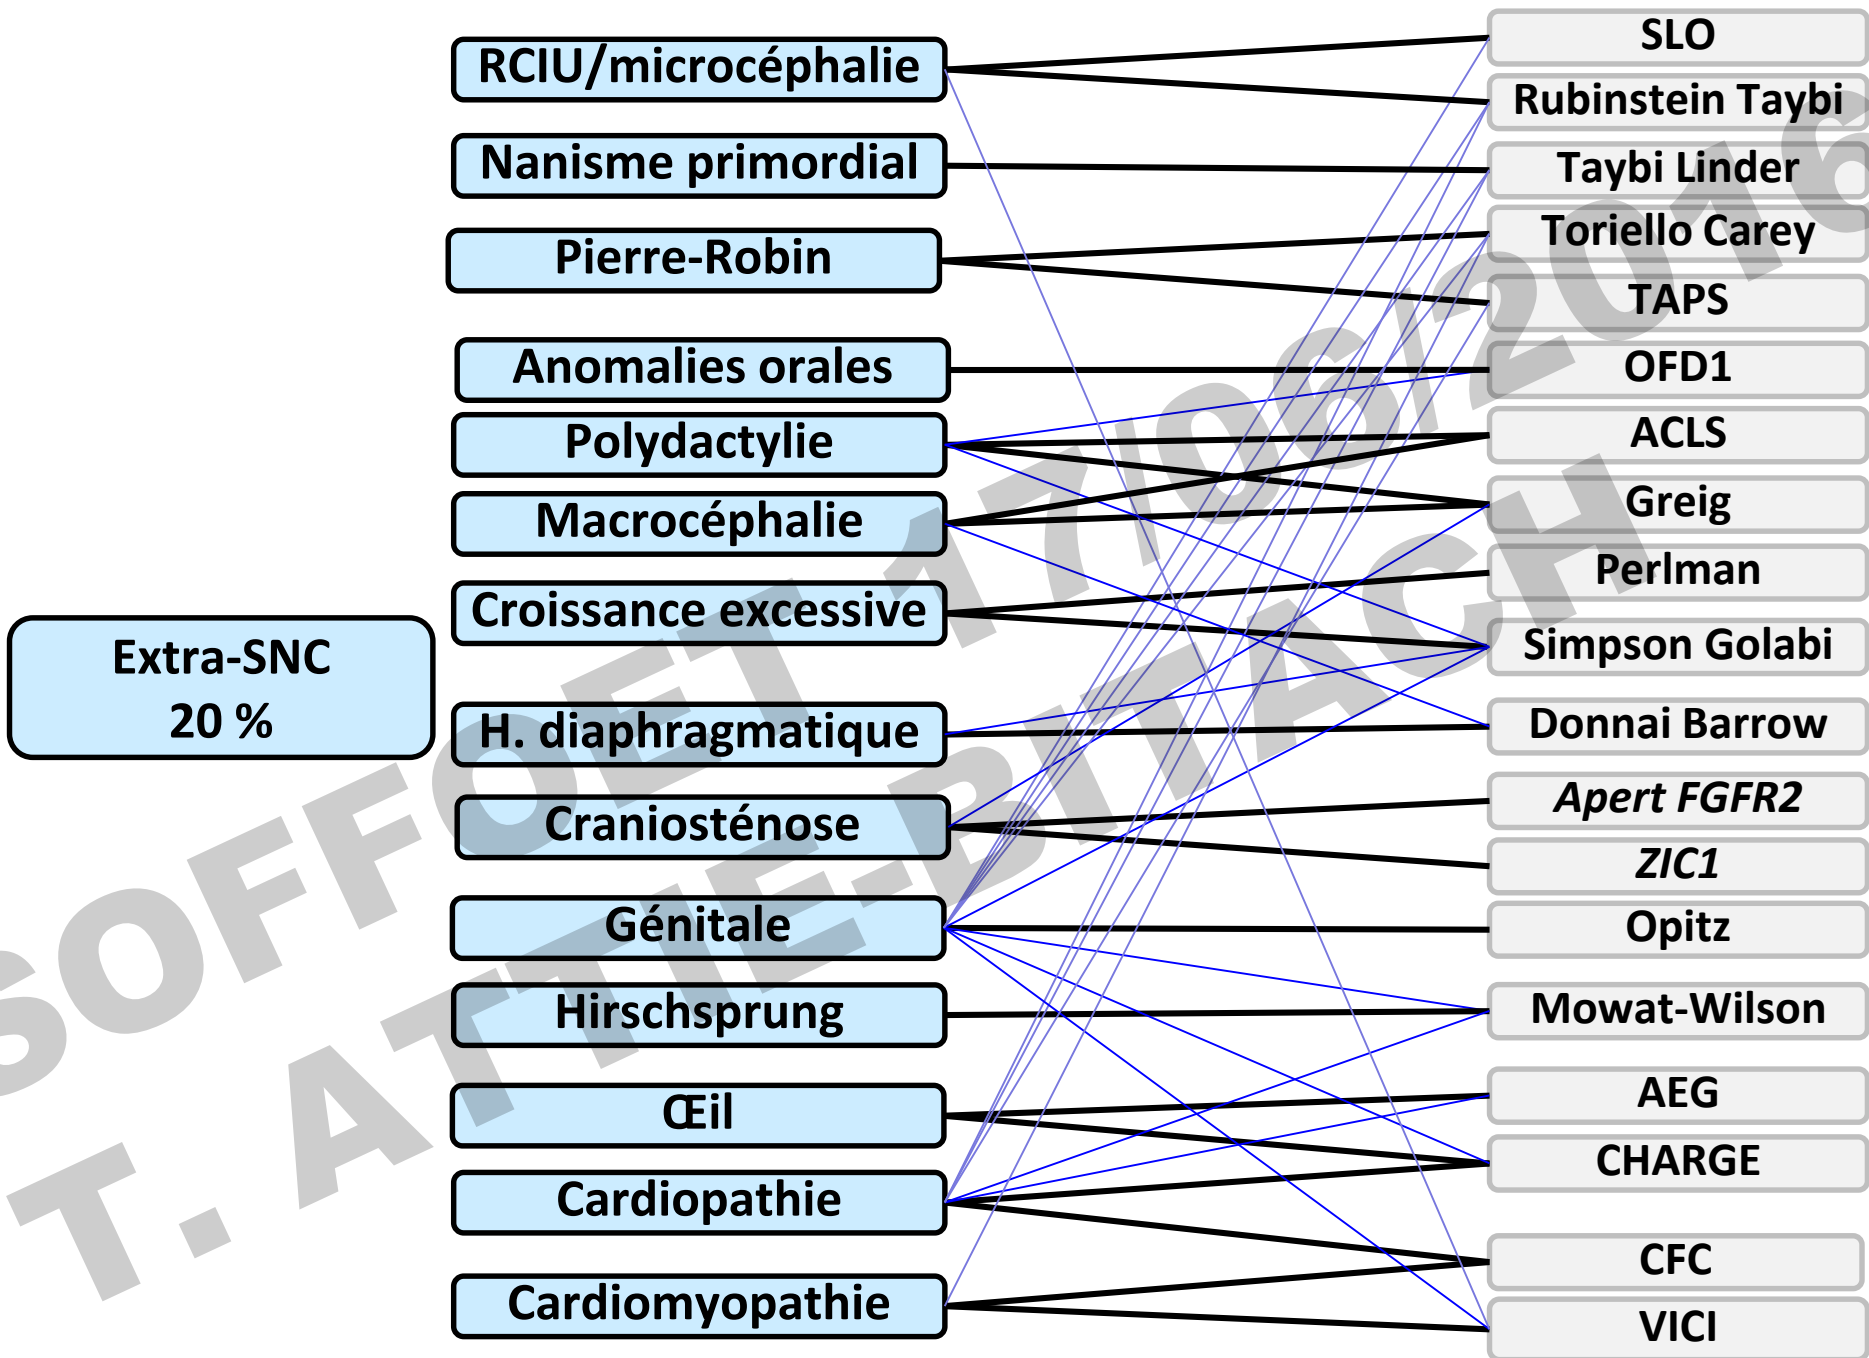 Extra-SNC
20 %
RCIU/microcéphalie
Nanisme primordial
Pierre-Robin
Anomalies orales
Polydactylie
Macrocéphalie
Croissance excessive
H. diaphragmatique
Craniosténose
Génitale
Hirschsprung
Œil
Cardiopathie
Cardiomyopathie
SLO
Rubinstein Taybi
Taybi Linder
Toriello Carey
TAPS
OFD1
ACLS
Greig
Perlman
Simpson Golabi
Donnai Barrow
Apert FGFR2
ZIC1
Opitz
Mowat-Wilson
AEG
CHARGE
CFC
VICI
SOFFOET 17/06/2016
T. ATTIE-BITACH